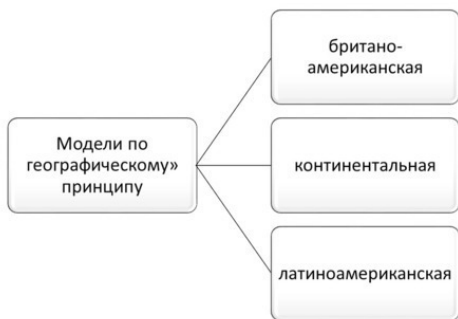 Модели по
географическому»
принципу
британо-
американская
континентальная
латиноамериканская